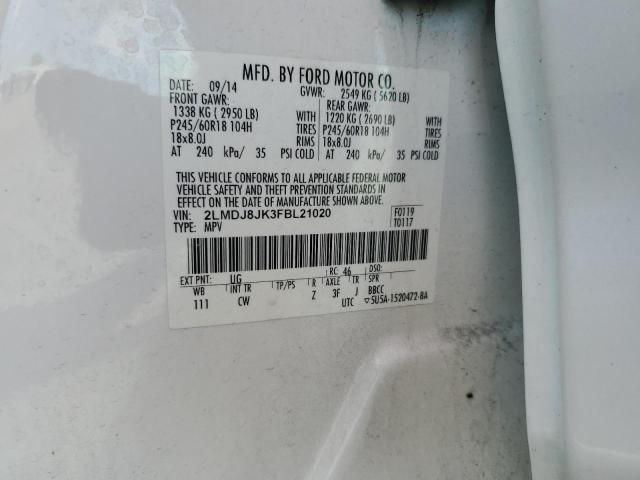 MFD. BY FORD MOTOR CO.
DATE: 09/14 GVWR: 2549 KG ( 5620 LB)
FRONT GAWR: REAR GAWR:
1338 KG ( 2950 LB) WITH 1220 KG ( 2690 LB) WITH
P245/60R18 104H TIRES P245/60R18 104H TIRES
18x8.0J RIMS 18x8.0J RIMS
AT 240 kPa/ 35 PSI COLD AT 240 kPa/ 35 PSI COLD
THIS VEHICLE CONFORMS TO ALL APPLICABLE FEDERAL MOTOR
VEHICLE SAFETY AND THEFT PREVENTION STANDARDS IN
EFFECT ON THE DATE OF MANUFACTURE SHOWN ABOVE.
VIN: 2LMDJ8JK3FBL21020 F0119
TYPE: MPV T0117
EXT PNT: UG RC: 46 DSO:
WB INT TR TP/PS R AXLE TR SPR
111 CW Z 3F J BBCC
UTC ▽5U5A-1520472-BA